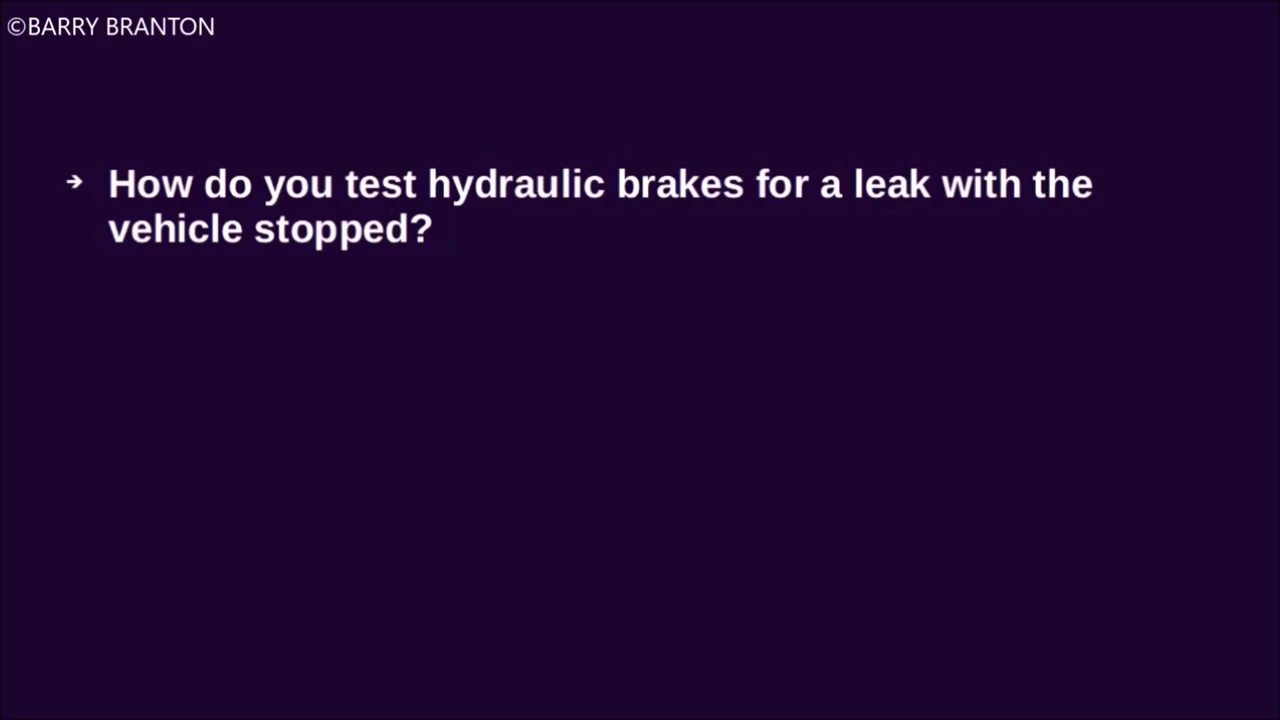 ©BARRY BRANTON
➔ How do you test hydraulic brakes for a leak with the
vehicle stopped?